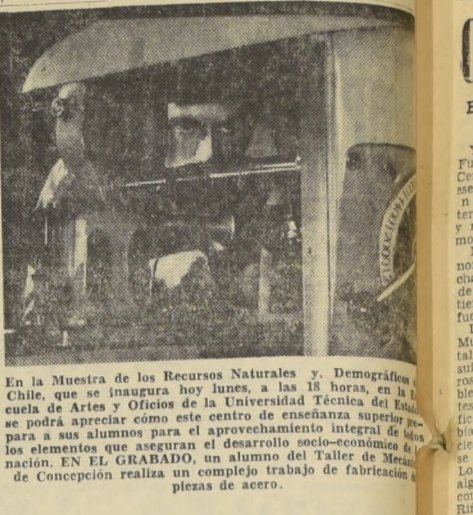 En la Muestra de los Recursos Naturales y, Demográficos
Chile, que se inaugura hoy lunes, a las 18 horas, en la
cuela de Artes y Oficios de la Universidad Técnica del Estado
se podrá apreciar cómo este centro de enseñanza superior pre-
para a sus alumnos para el aprovechamiento integral de todos
los elementos que aseguran el desarrollo socio-económico de
nación. EN EL GRABADO, un alumno del Taller de Mecánic
de Concepción realiza un complejo trabajo de fabricación
piezas de acero.